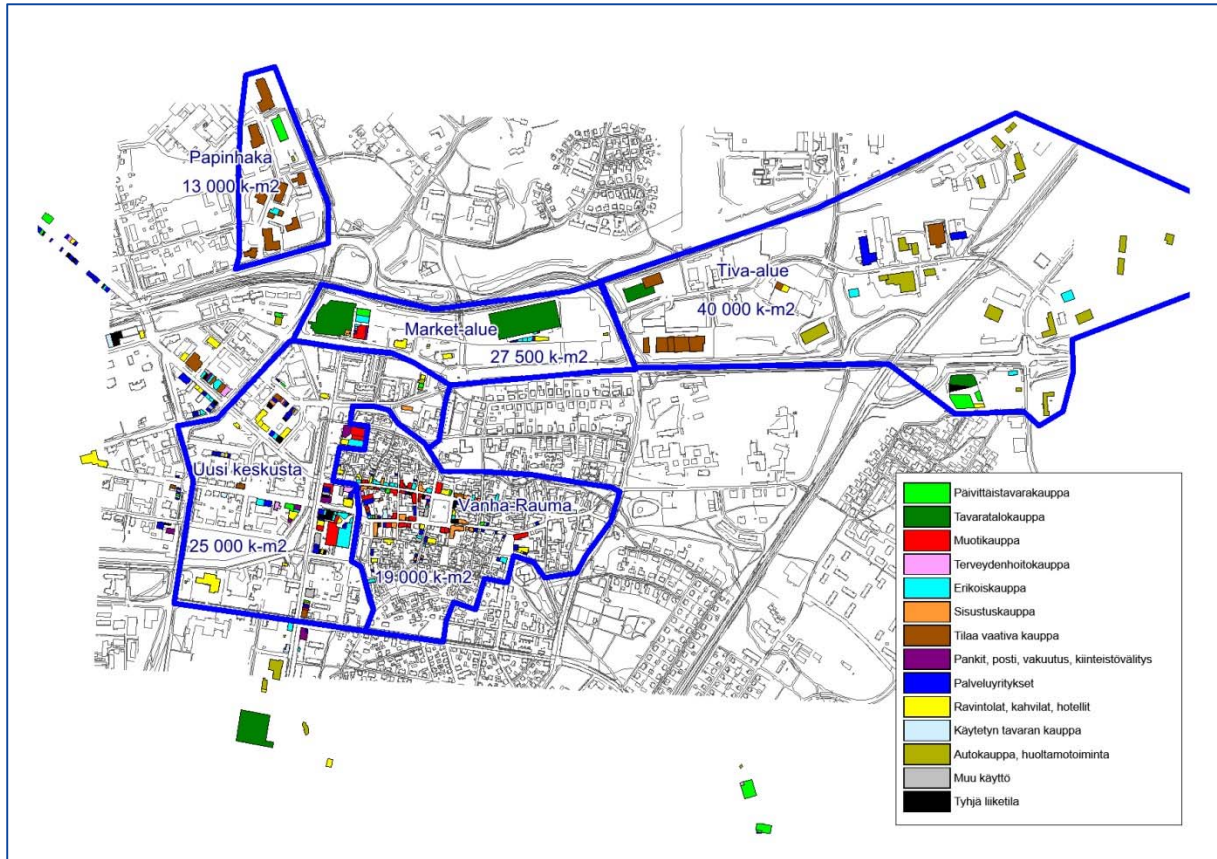 Papinhaka
13 000 k-m2
Tiva-alue
40 000 k-m2
Market-alue
27 500 k-m2
Uusi keskusta
25 000 k-m2
Vanha-Rauma
19 000 k-m2
Päivittäistavarakauppa
Tavaratalokauppa
Muotikauppa
Terveydenhoitokauppa
Erikoiskauppa
Sisustuskauppa
Tilaa vaativa kauppa
Pankit, posti, vakuutus, kiinteistövälitys
Palveluyritykset
Ravintolat, kahvilat, hotellit
Käytetyn tavaran kauppa
Autokauppa, huoltamotoiminta
Muu käyttö
Tyhjä liiketila